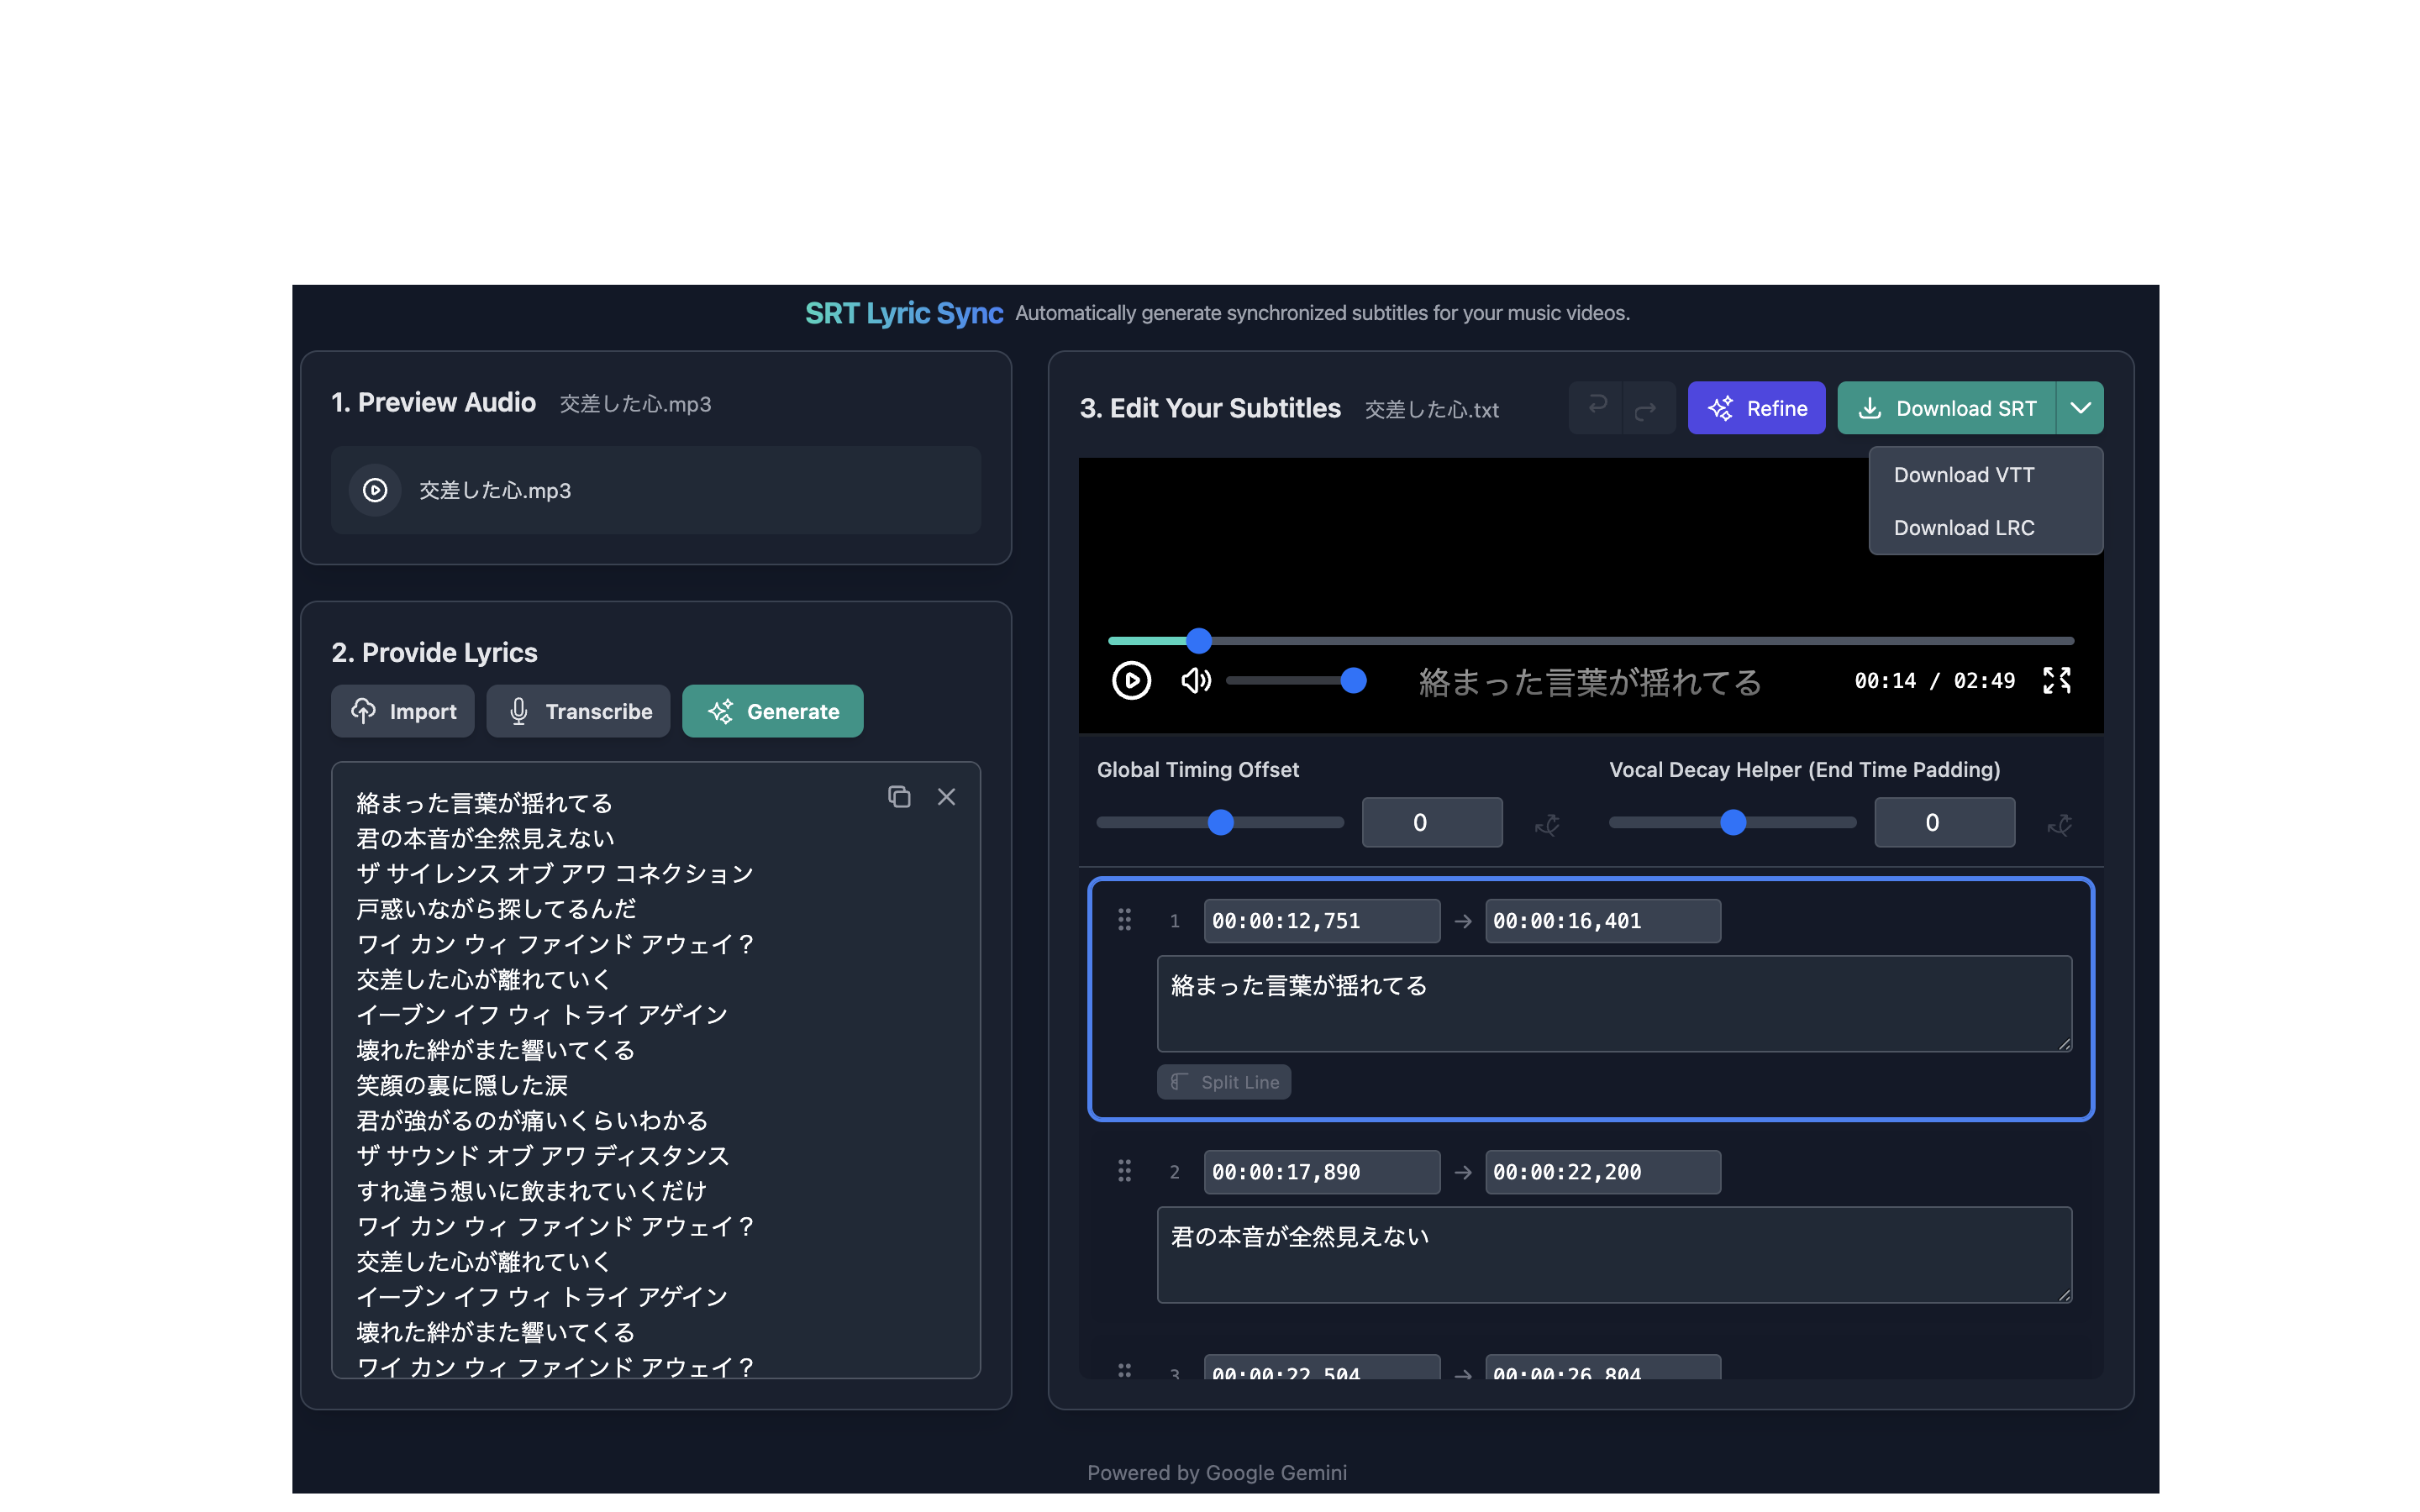 SRT Lyric Sync Automatically generate synchronized subtitles for your music videos.
1. Preview Audio 交差した心.mp3
交差した心.mp3
2. Provide Lyrics
Import Transcribe Generate
絡まった言葉が揺れてる
君の本音が全然見えない
ザ サイレンス オブ アワ コネクション
戸惑いながら探してるんだ
ワイ カン ウィ ファインド アウェイ？
交差した心が離れていく
イーブン イフ ウィ トライ アゲイン
壊れた絆がまた響いてくる
笑顔の裏に隠した涙
君が強がるのが痛いくらいわかる
ザ サウンド オブ アワ ディスタンス
すれ違う想いに飲まれていくだけ
ワイ カン ウィ ファインド アウェイ？
交差した心が離れていく
イーブン イフ ウィ トライ アゲイン
壊れた絆がまた響いてくる
ワイ カン ウィ ファインド アウェイ？
3. Edit Your Subtitles 交差した心.txt
Refine Download SRT
Download VTT
Download LRC
絡まった言葉が揺れてる 00:14 / 02:49
Global Timing Offset Vocal Decay Helper (End Time Padding)
0 0
1 00:00:12,751 → 00:00:16,401
絡まった言葉が揺れてる
Split Line
2 00:00:17,890 → 00:00:22,200
君の本音が全然見えない
3 00:00:22,504 → 00:00:26,804
Powered by Google Gemini